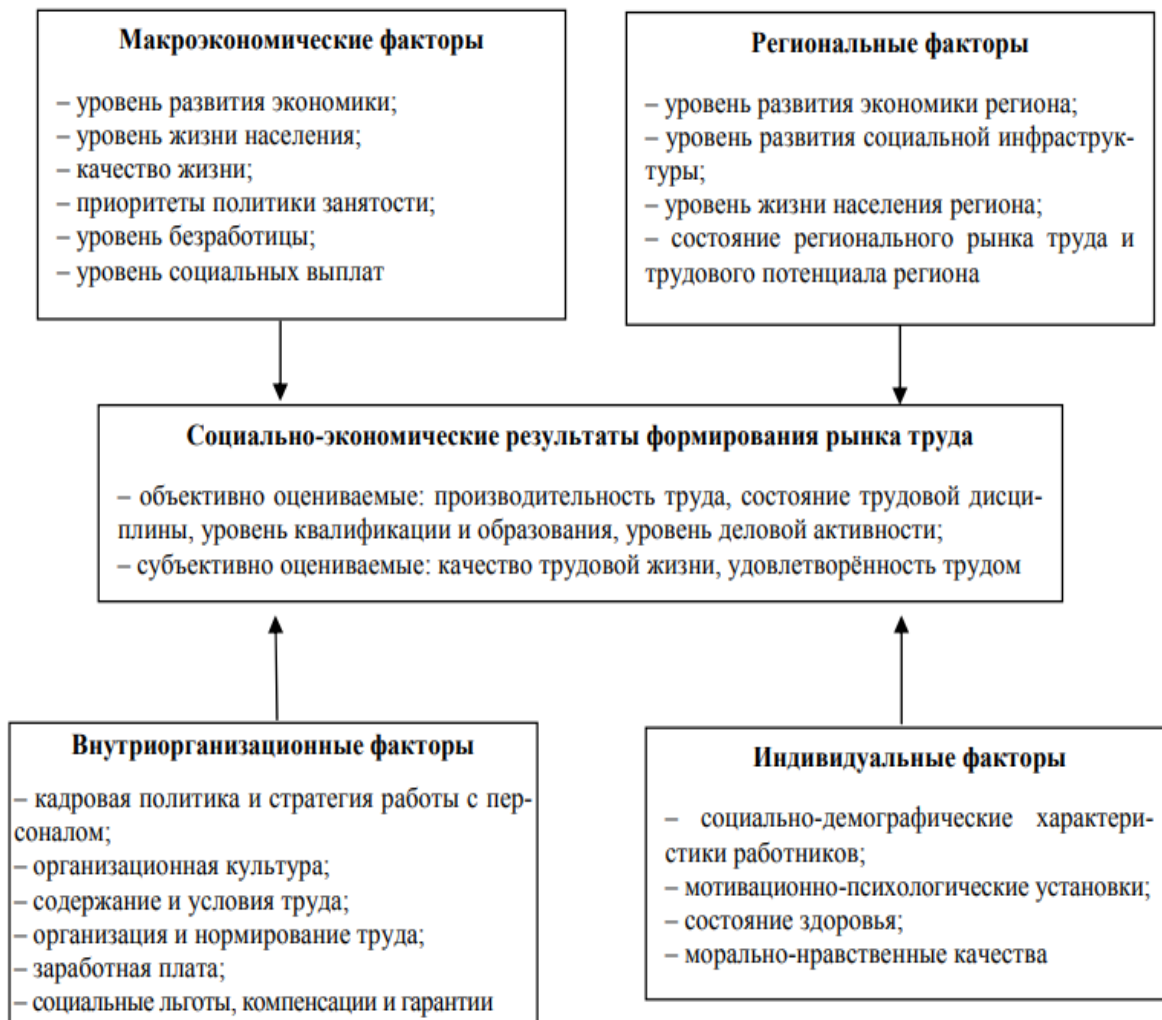 Макроэкономические факторы
– уровень развития экономики;
– уровень жизни населения;
– качество жизни;
– приоритеты политики занятости;
– уровень безработицы;
– уровень социальных выплат
Региональные факторы
– уровень развития экономики региона;
– уровень развития социальной инфраструк-
туры;
– уровень жизни населения региона;
– состояние регионального рынка труда и
трудового потенциала региона
Социально-экономические результаты формирования рынка труда
– объективно оцениваемые: производительность труда, состояние трудовой дисци-
плины, уровень квалификации и образования, уровень деловой активности;
– субъективно оцениваемые: качество трудовой жизни, удовлетворённость трудом
Внутриорганизационные факторы
– кадровая политика и стратегия работы с пер-
соналом;
– организационная культура;
– содержание и условия труда;
– организация и нормирование труда;
– заработная плата;
– социальные льготы, компенсации и гарантии
Индивидуальные факторы
– социально-демографические характери-
стики работников;
– мотивационно-психологические установки;
– состояние здоровья;
– морально-нравственные качества